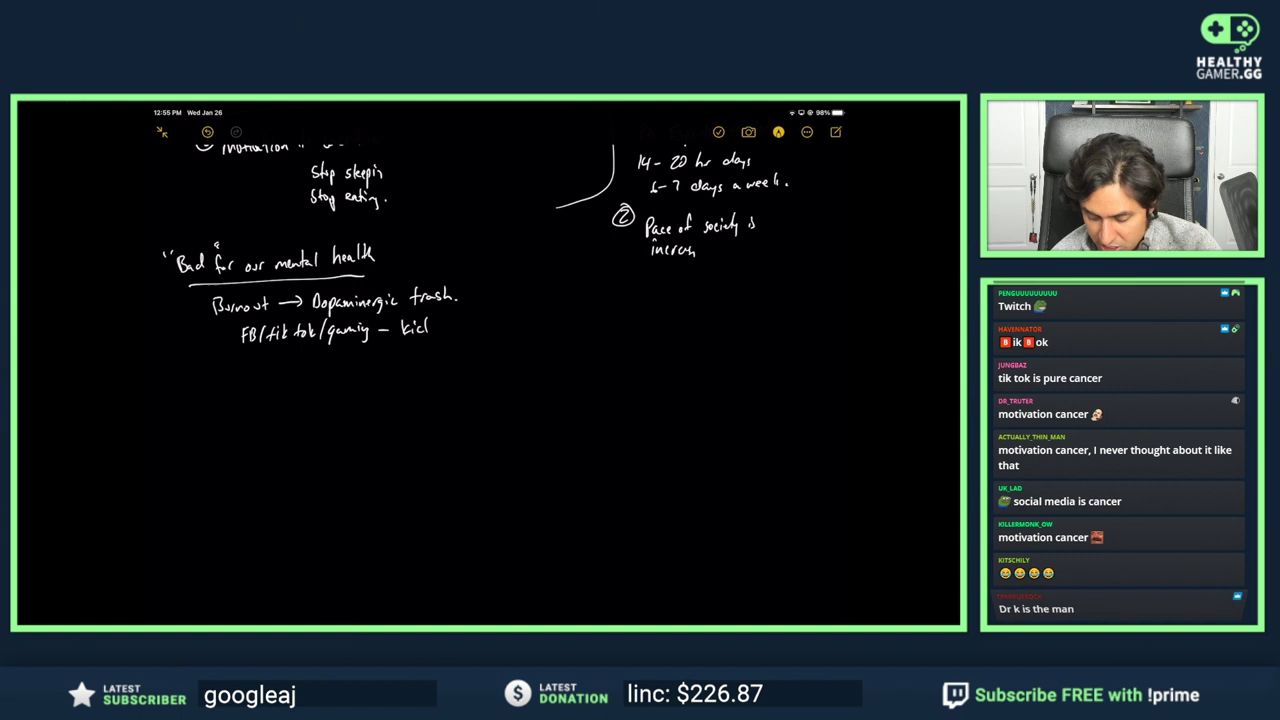 HEALTHY
GAMER.GG
12:55 PM Wed Jan 26
98%
Motivation
Stop sleepin
Stop eating.
14 - 20 hr days
6-7 days a week.
② Pace of society is
increas
"Bad" for our mental health
Burnout → Dopaminergic trash.
FB/tik tok/gaming -
PENGUUUUUUUUU
Twitch
HAVENNATOR
B ik B ok
JUNGBAZ
tik tok is pure cancer
DR_TRUTER
motivation cancer
ACTUALLY_THIN_MAN
motivation cancer, I never thought about it like
that
UK_LAD
social media is cancer
KILLERMONK_OW
motivation cancer
KITSCHILY
Dr k is the man
LATEST
SUBSCRIBER
googleaj
LATEST
DONATION
linc: $226.87
Subscribe FREE with !prime